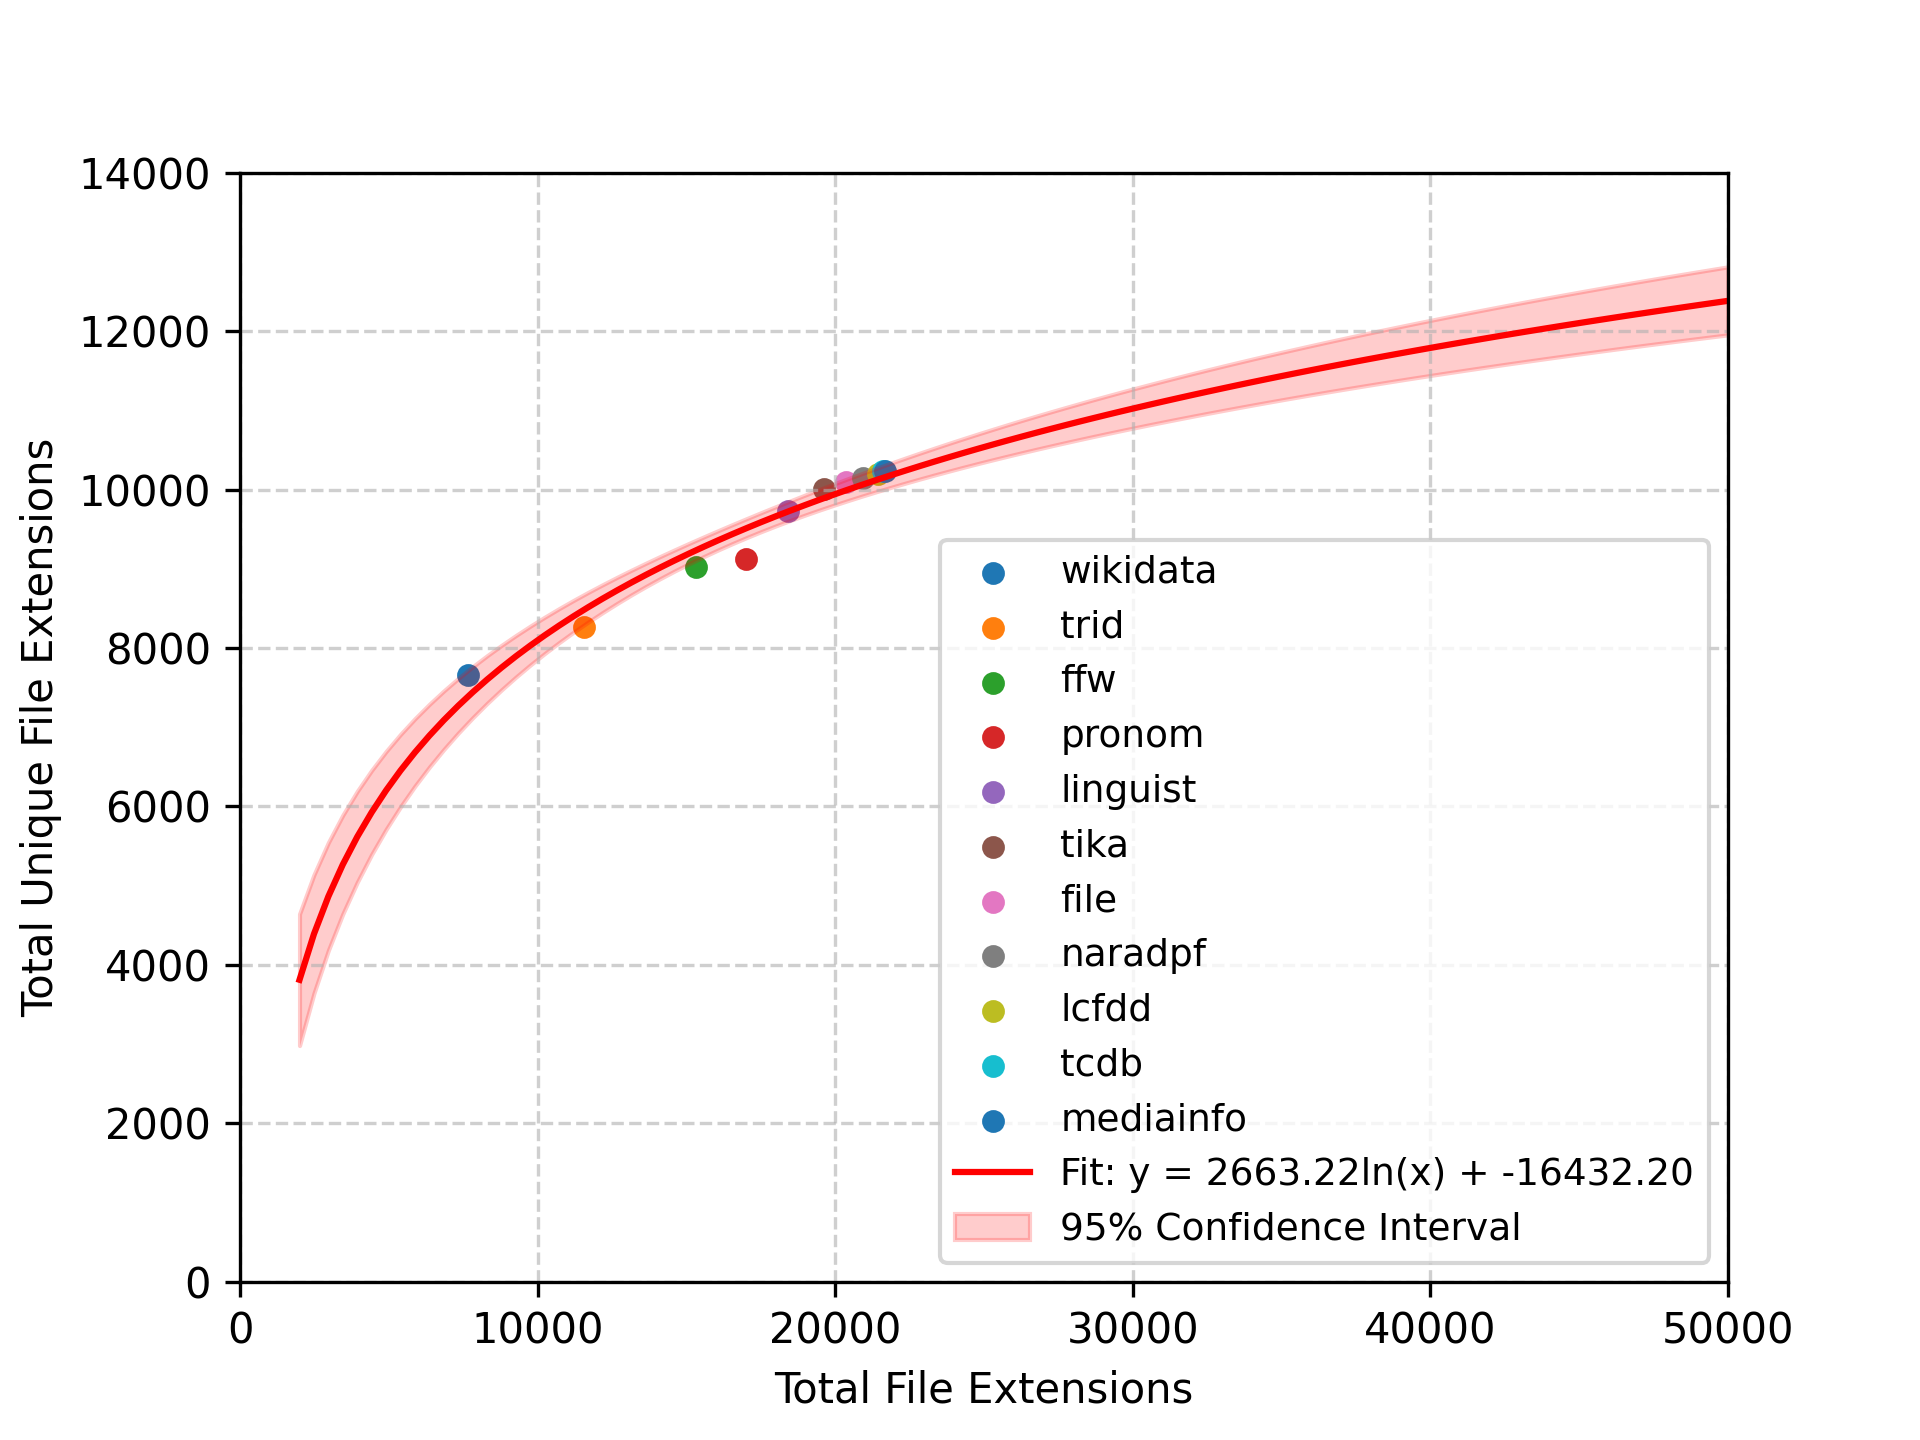 14000
12000
10000
8000
6000
4000
2000
0
Total Unique File Extensions
wikidata
trid
ffw
pronom
linguist
tika
file
naradpf
lcfdd
tcdb
mediainfo
Fit: y = 2663.22ln(x) + -16432.20
95% Confidence Interval
0 10000 20000 30000 40000 50000
Total File Extensions